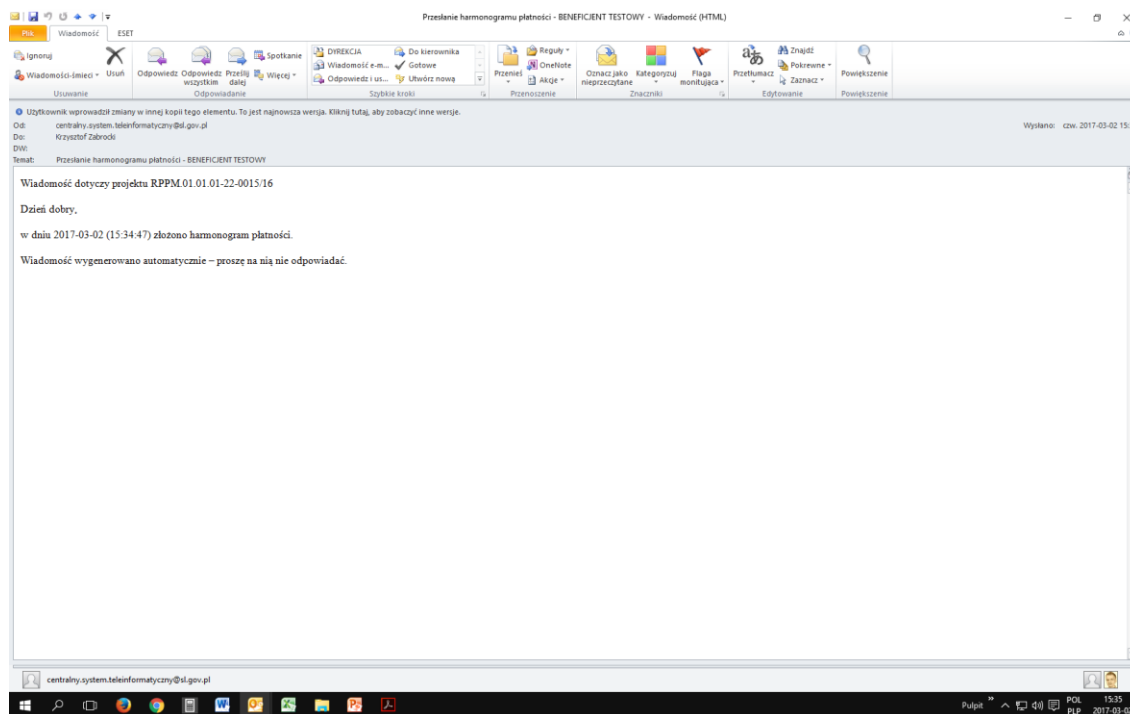 Przesłanie harmonogramu płatności - BENEFICJENT TESTOWY - Wiadomość (HTML)
Plik Wiadomość ESET
Ignoruj
Wiadomości-śmieci
Usuń
Usuwanie
Odpowiedz Odpowiedz wszystkim Prześlij dalej
Spotkanie
Więcej
Odpowiadanie
DYREKCJA Do kierownika
Wiadomość e-m... Gotowe
Odpowiedz i us... Utwórz nową
Szybkie kroki
Przenieś
Reguły
OneNote
Akcje
Przenoszenie
Oznacz jako nieprzeczytane Kategoryzuj Flaga monitująca
Znaczniki
Przetłumacz
Znajdź
Pokrewne
Zaznacz
Edytowanie
Powiększenie
Powiększenie
Użytkownik wprowadził zmiany w innej kopii tego elementu. To jest najnowsza wersja. Kliknij tutaj, aby zobaczyć inne wersje.
Od: centralny.system.teleinformatyczny@sl.gov.pl Wysłano: czw. 2017-03-02 15:
Do: Krzysztof Zabrocki
DW:
Temat: Przesłanie harmonogramu płatności - BENEFICJENT TESTOWY
Wiadomość dotyczy projektu RPPM.01.01.01-22-0015/16
Dzień dobry,
w dniu 2017-03-02 (15:34:47) złożono harmonogram płatności.
Wiadomość wygenerowano automatycznie – proszę na nią nie odpowiadać.
centralny.system.teleinformatyczny@sl.gov.pl
Pulpit POL 15:35
PLP 2017-03-02